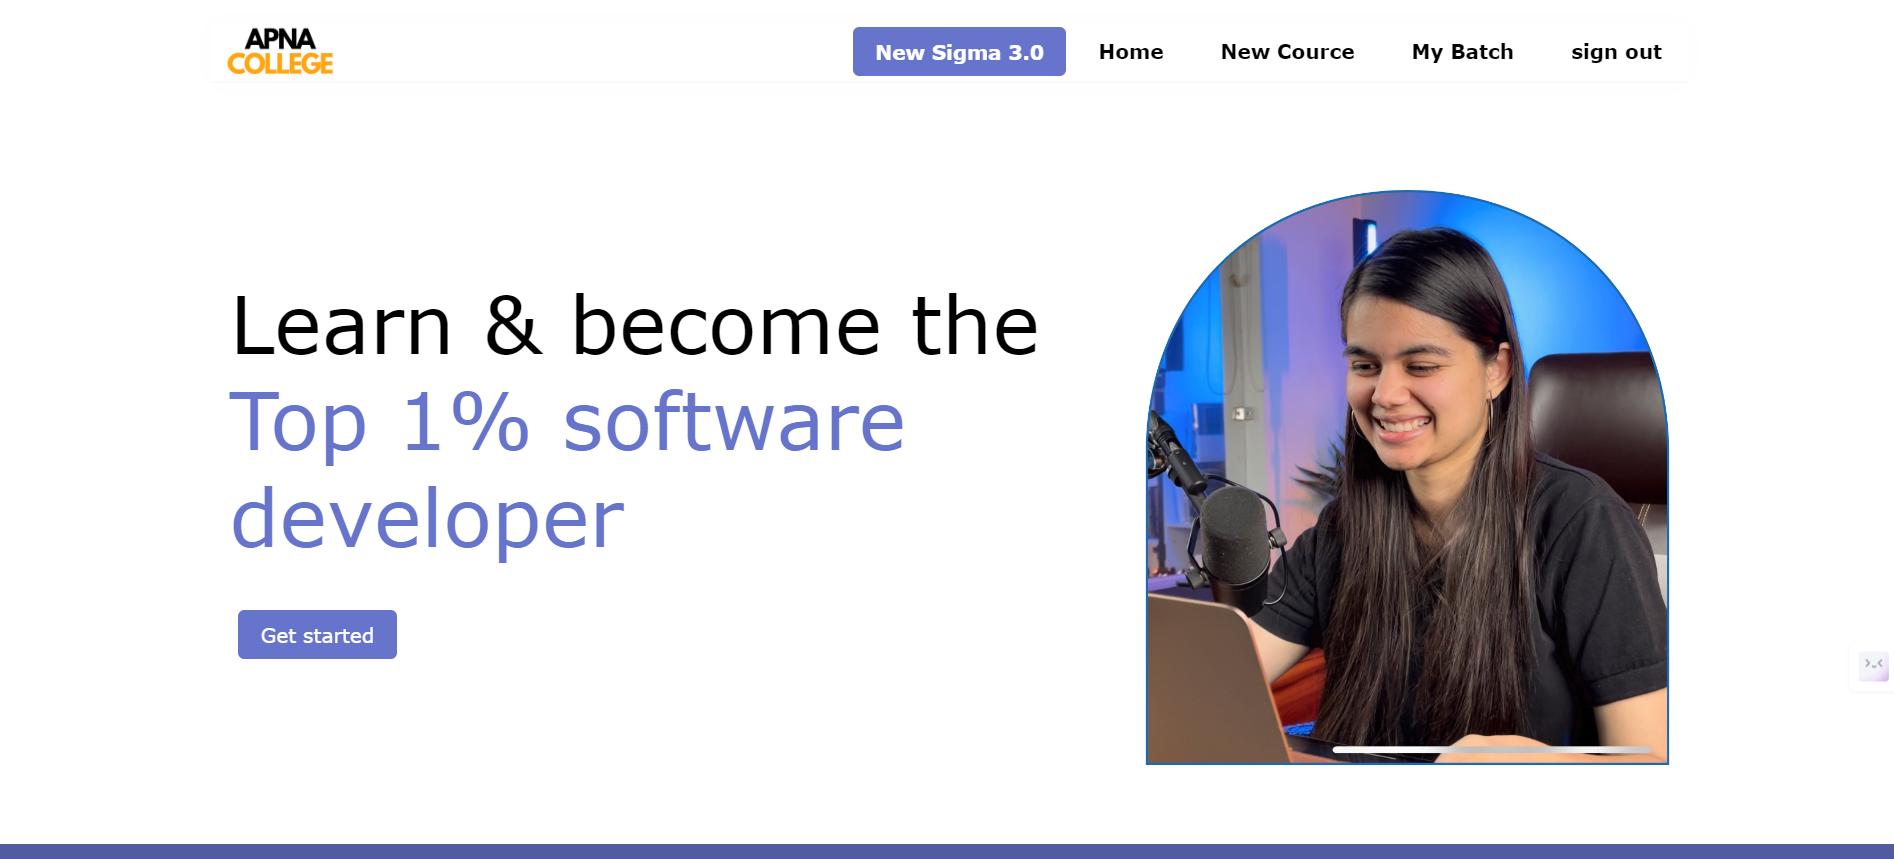 APNA
COLLEGE
New Sigma 3.0
Home
New Cource
My Batch
sign out
Learn & become the
Top 1% software
developer
Get started